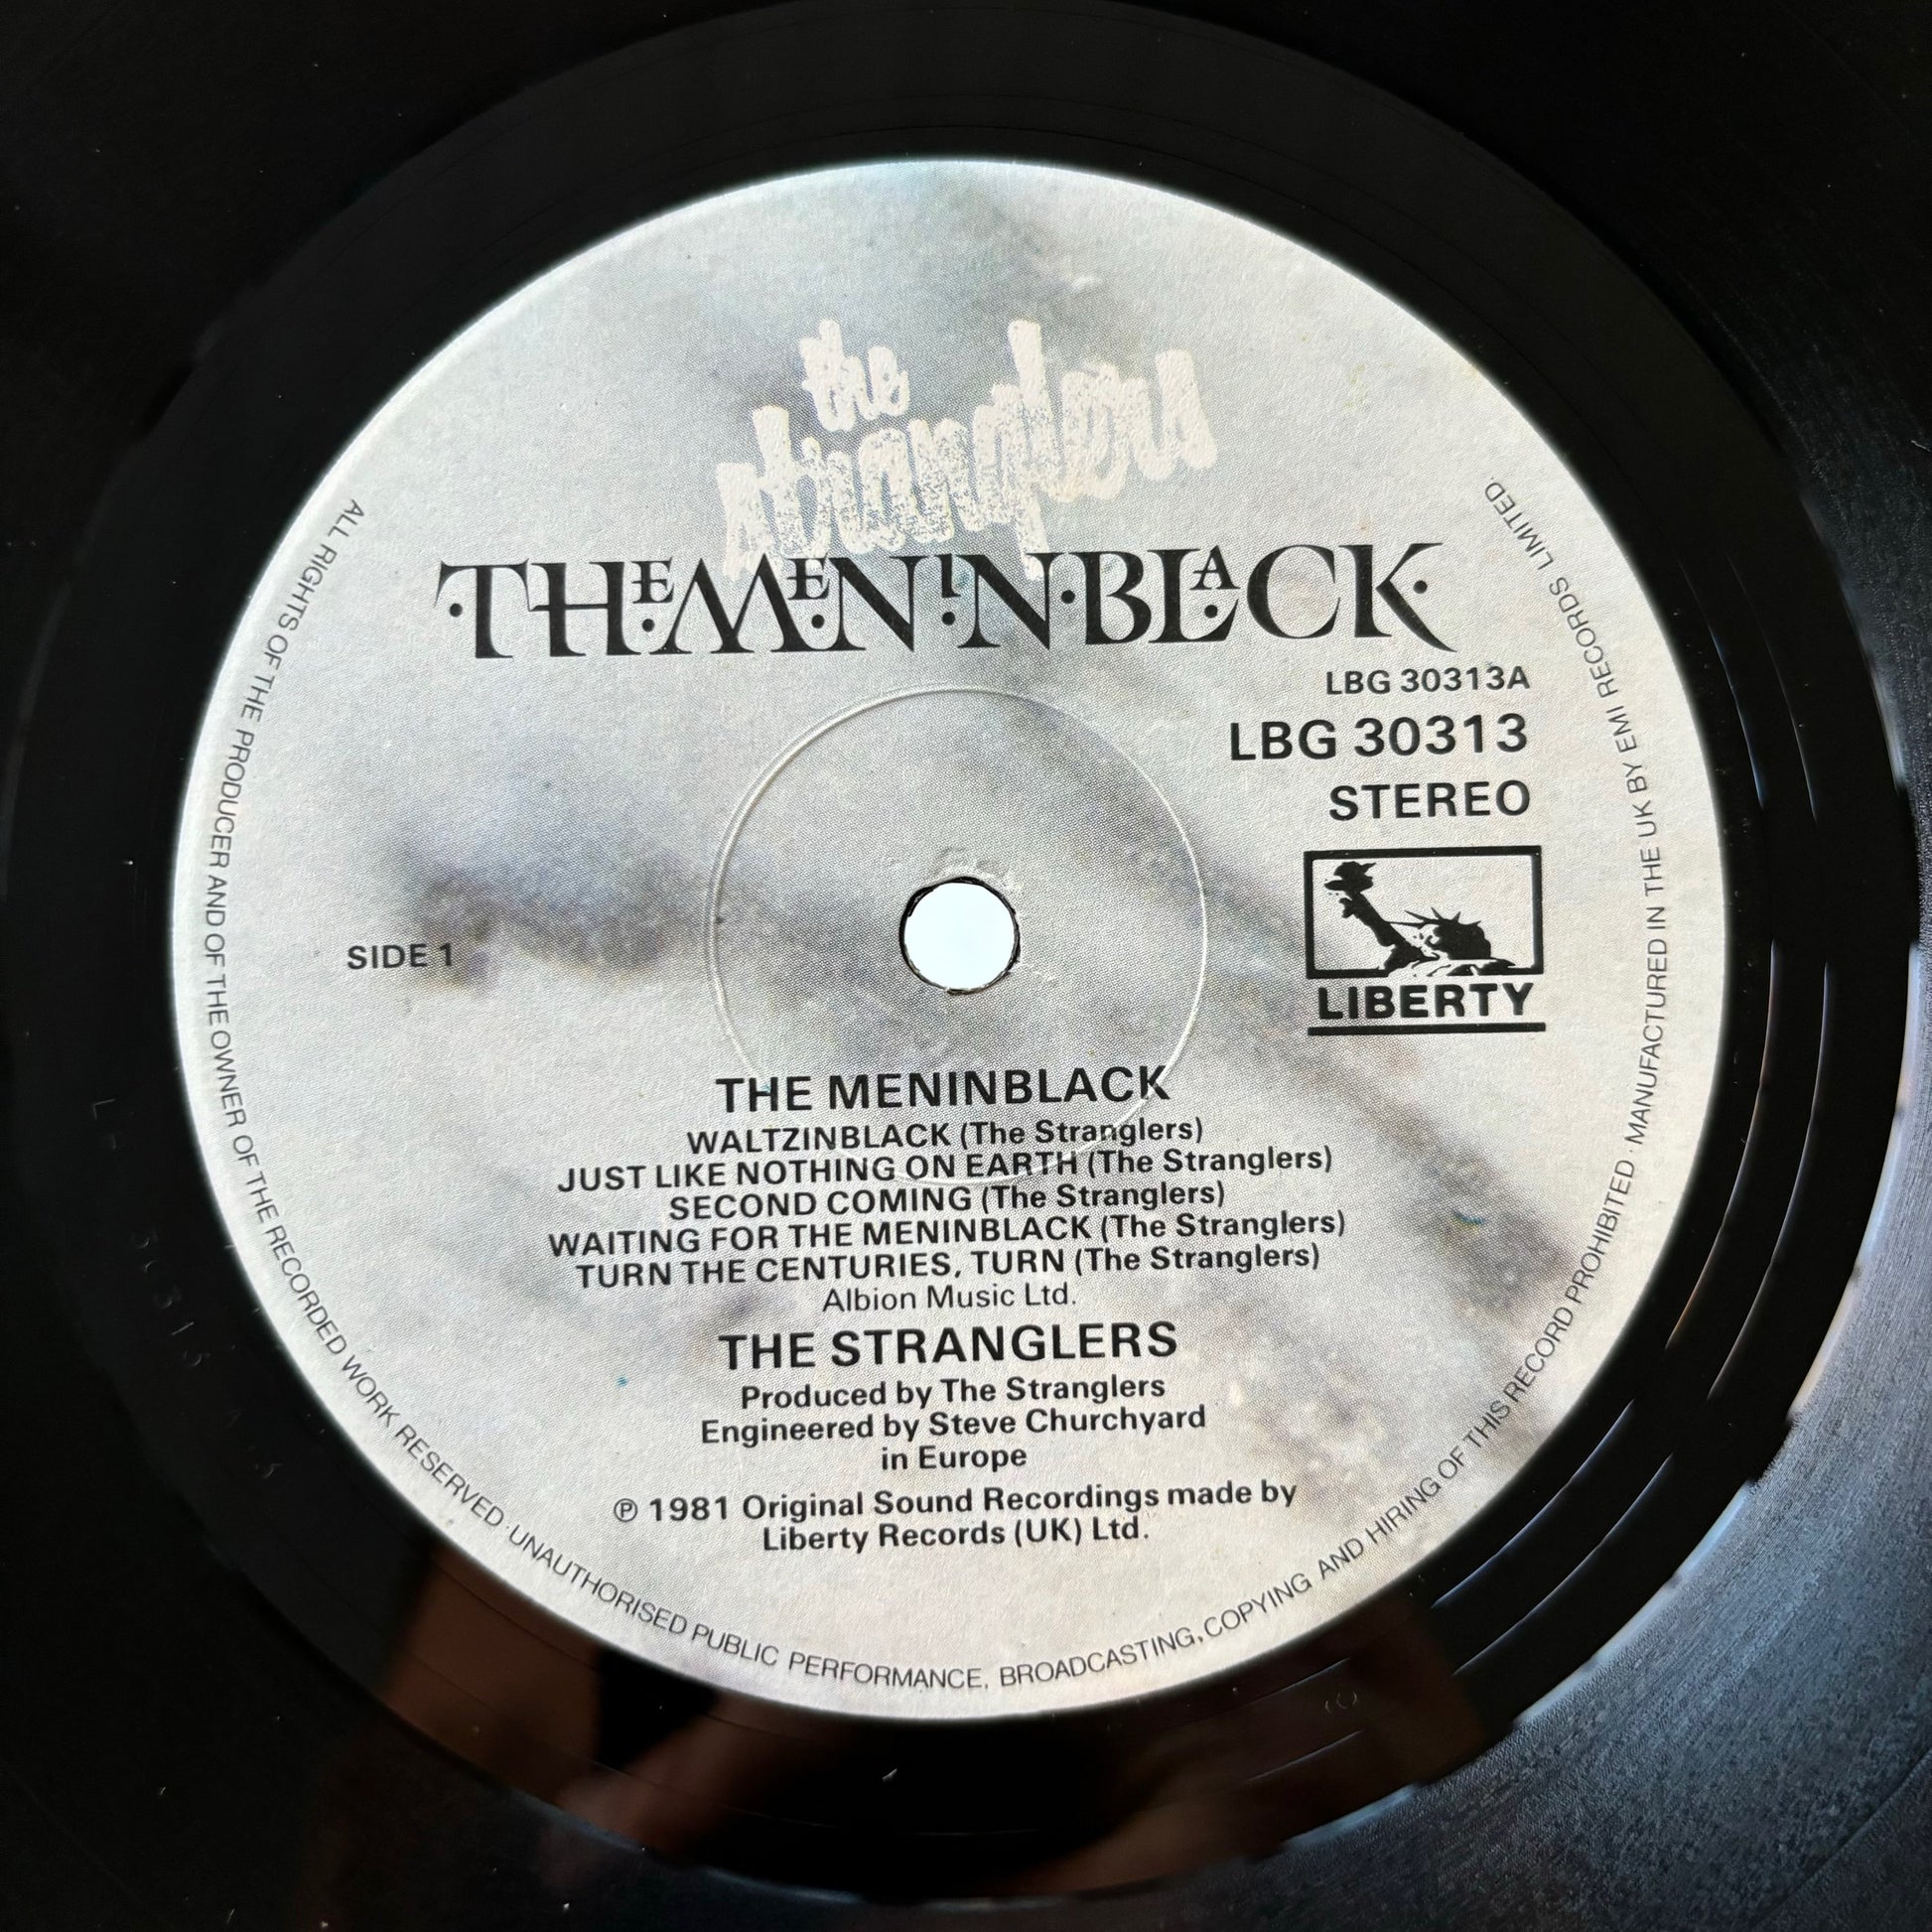 the
stranglers
THE·MEN·IN·BLACK·
LBG 30313A
LBG 30313
STEREO
LIBERTY
SIDE 1
THE MENINBLACK
WALTZINBLACK (The Stranglers)
JUST LIKE NOTHING ON EARTH (The Stranglers)
SECOND COMING (The Stranglers)
WAITING FOR THE MENINBLACK (The Stranglers)
TURN THE CENTURIES, TURN (The Stranglers)
Albion Music Ltd.
THE STRANGLERS
Produced by The Stranglers
Engineered by Steve Churchyard
in Europe
℗ 1981 Original Sound Recordings made by
Liberty Records (UK) Ltd.
ALL RIGHTS OF THE PRODUCER AND OF THE OWNER OF THE RECORDED WORK RESERVED · UNAUTHORISED PUBLIC PERFORMANCE, BROADCASTING, COPYING AND HIRING OF THIS RECORD PROHIBITED · MANUFACTURED IN THE UK BY EMI RECORDS LIMITED.